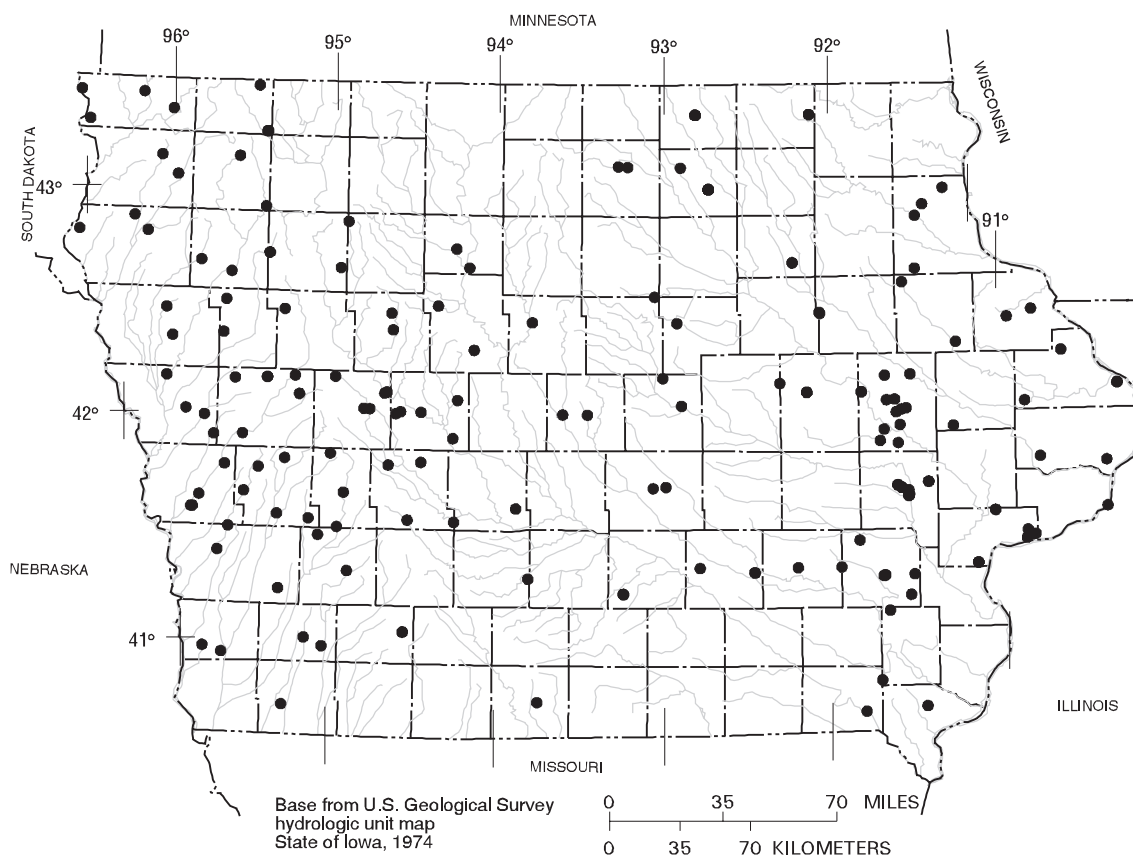 MINNESOTA
96° 95° 94° 93° 92°
WISCONSIN
SOUTH DAKOTA
43°
91°
42°
NEBRASKA
41°
ILLINOIS
MISSOURI
Base from U.S. Geological Survey
hydrologic unit map
State of Iowa, 1974
0 35 70 MILES
0 35 70 KILOMETERS